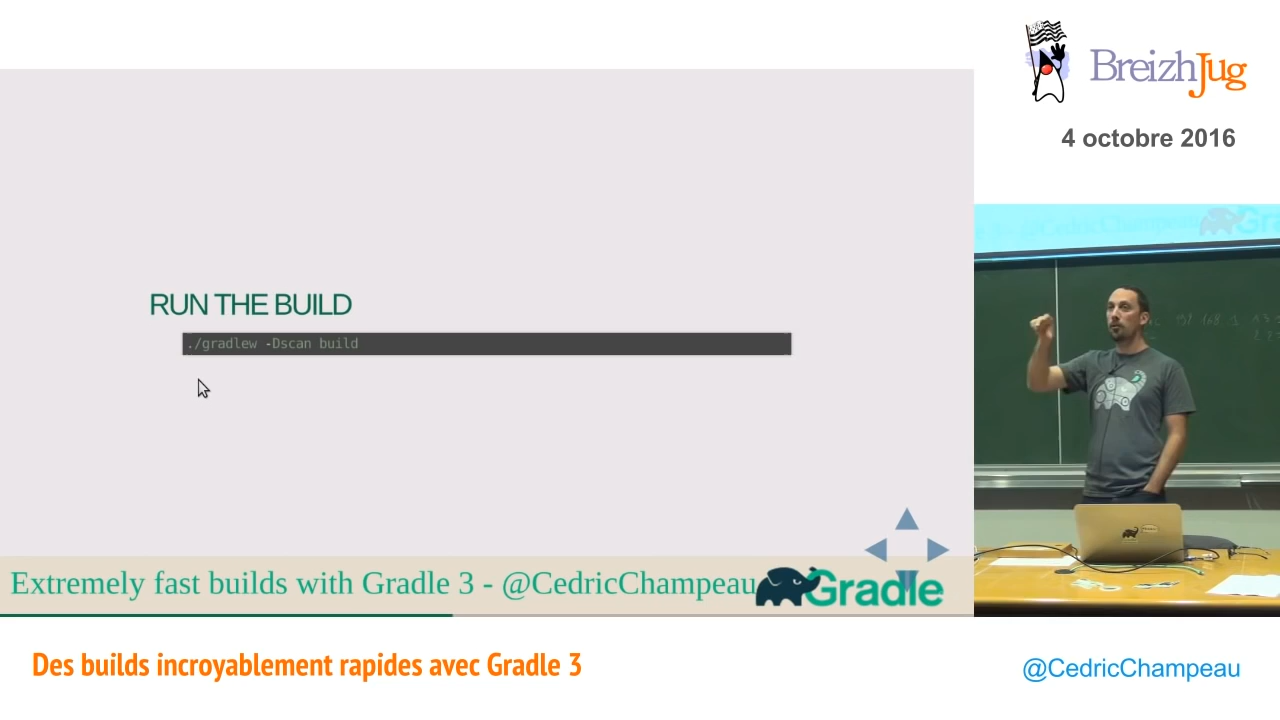 BreizhJug
4 octobre 2016
RUN THE BUILD
./gradlew -Dscan build
Extremely fast builds with Gradle 3 - @CedricChampeau
Gradle
Des builds incroyablement rapides avec Gradle 3
@CedricChampeau